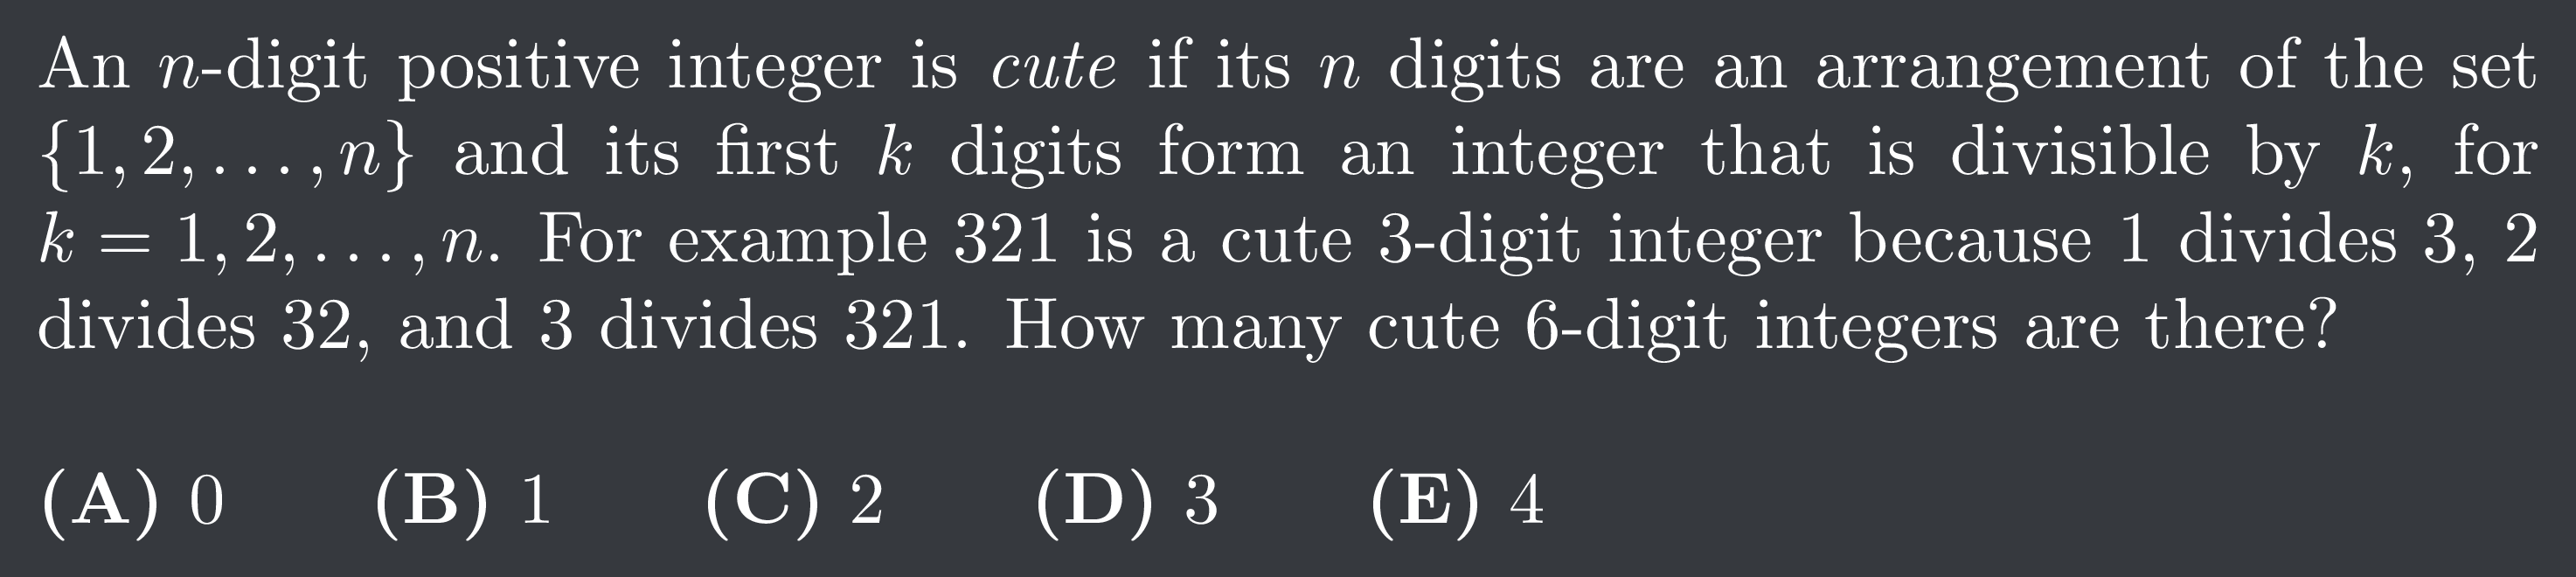 An n-digit positive integer is cute if its n digits are an arrangement of the set
{1, 2, . . . , n} and its first k digits form an integer that is divisible by k, for
k = 1, 2, . . . , n. For example 321 is a cute 3-digit integer because 1 divides 3, 2
divides 32, and 3 divides 321. How many cute 6-digit integers are there?
(A) 0 (B) 1 (C) 2 (D) 3 (E) 4